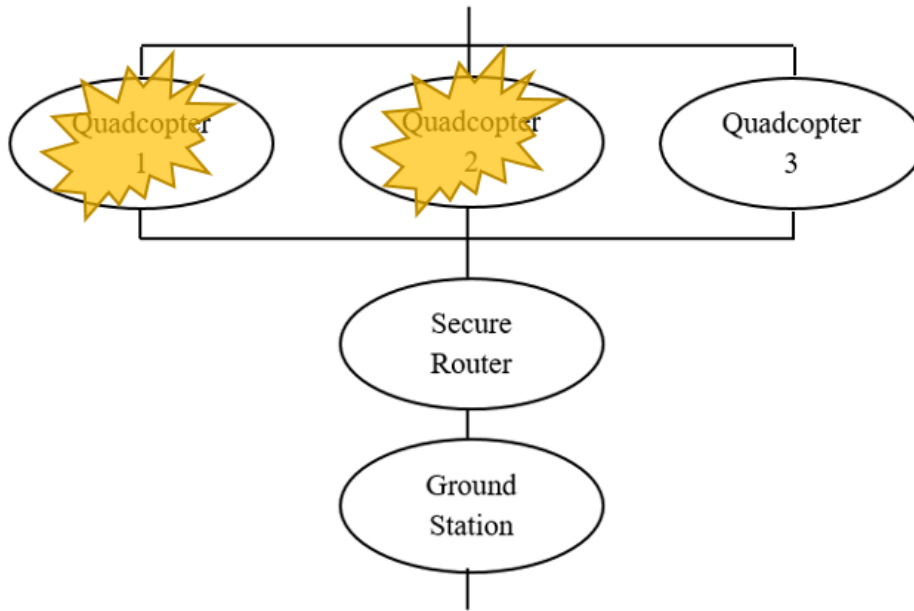 Quadcopter
1
Quadcopter
2
Quadcopter
3
Secure
Router
Ground
Station